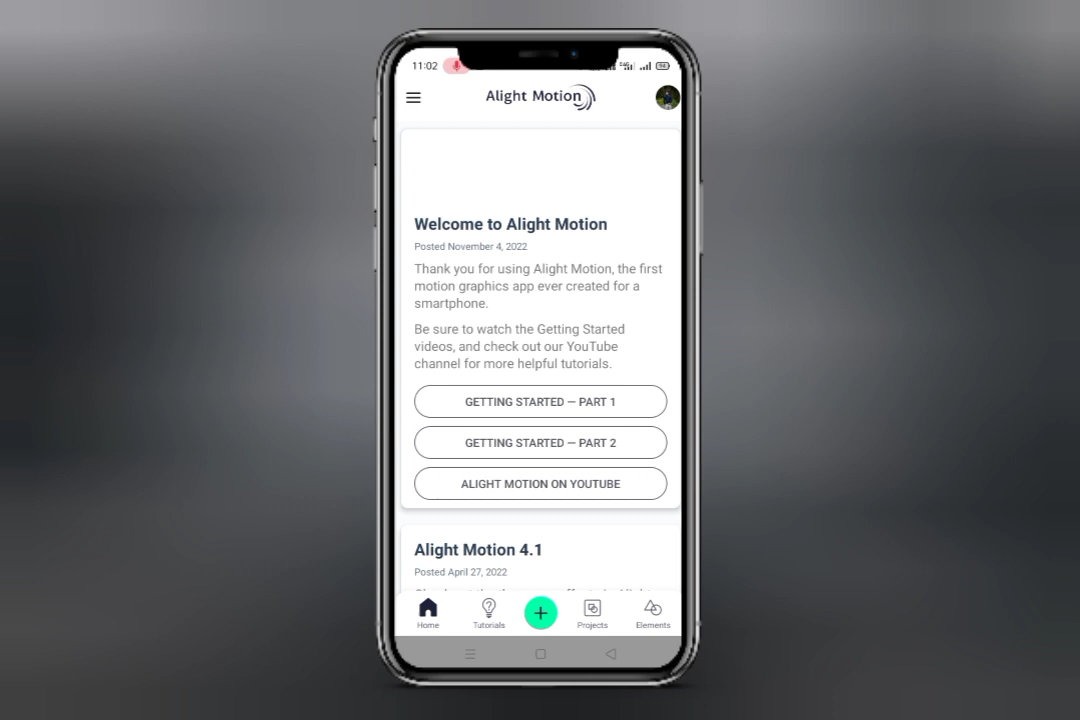 11:02
Alight Motion
Welcome to Alight Motion
Posted November 4, 2022
Thank you for using Alight Motion, the first
motion graphics app ever created for a
smartphone.
Be sure to watch the Getting Started
videos, and check out our YouTube
channel for more helpful tutorials.
GETTING STARTED — PART 1
GETTING STARTED — PART 2
ALIGHT MOTION ON YOUTUBE
Alight Motion 4.1
Posted April 27, 2022
Home
Tutorials
Projects
Elements